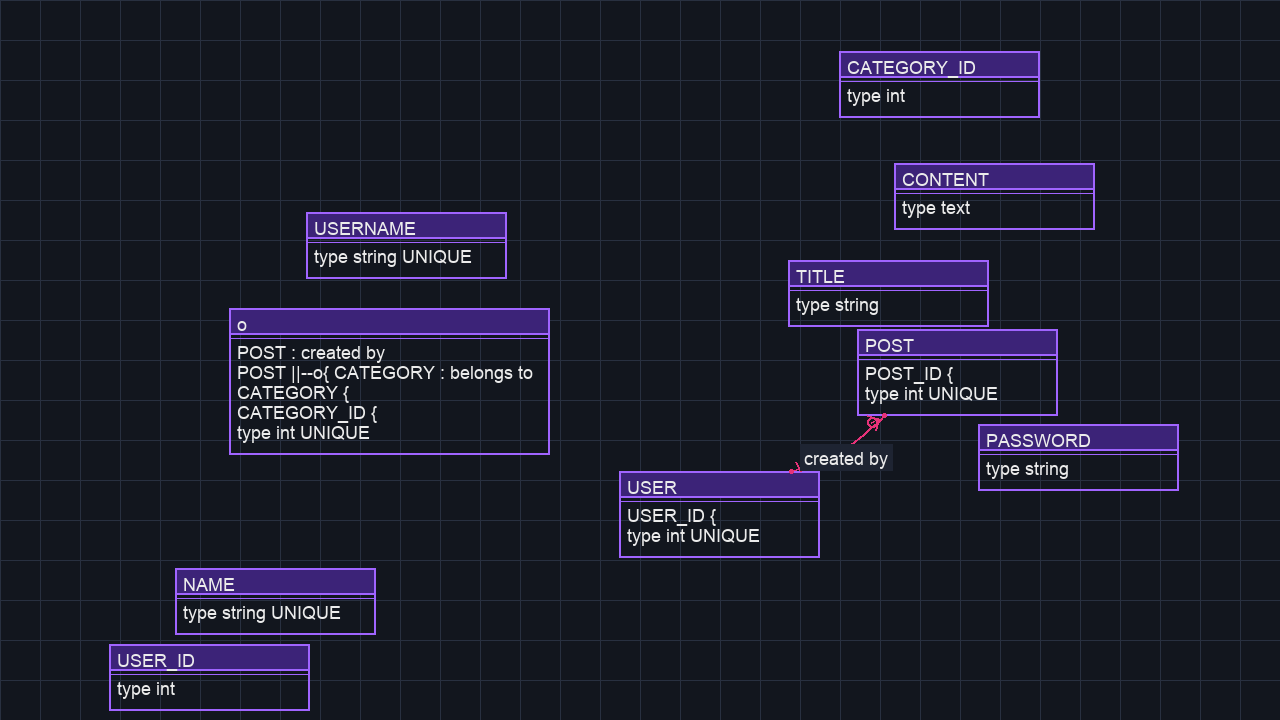 CATEGORY_ID
type int
CONTENT
type text
USERNAME
type string UNIQUE
TITLE
type string
o
POST : created by
POST ||--o{ CATEGORY : belongs to
CATEGORY {
CATEGORY_ID {
type int UNIQUE
POST
POST_ID {
type int UNIQUE
PASSWORD
type string
created by
USER
USER_ID {
type int UNIQUE
NAME
type string UNIQUE
USER_ID
type int